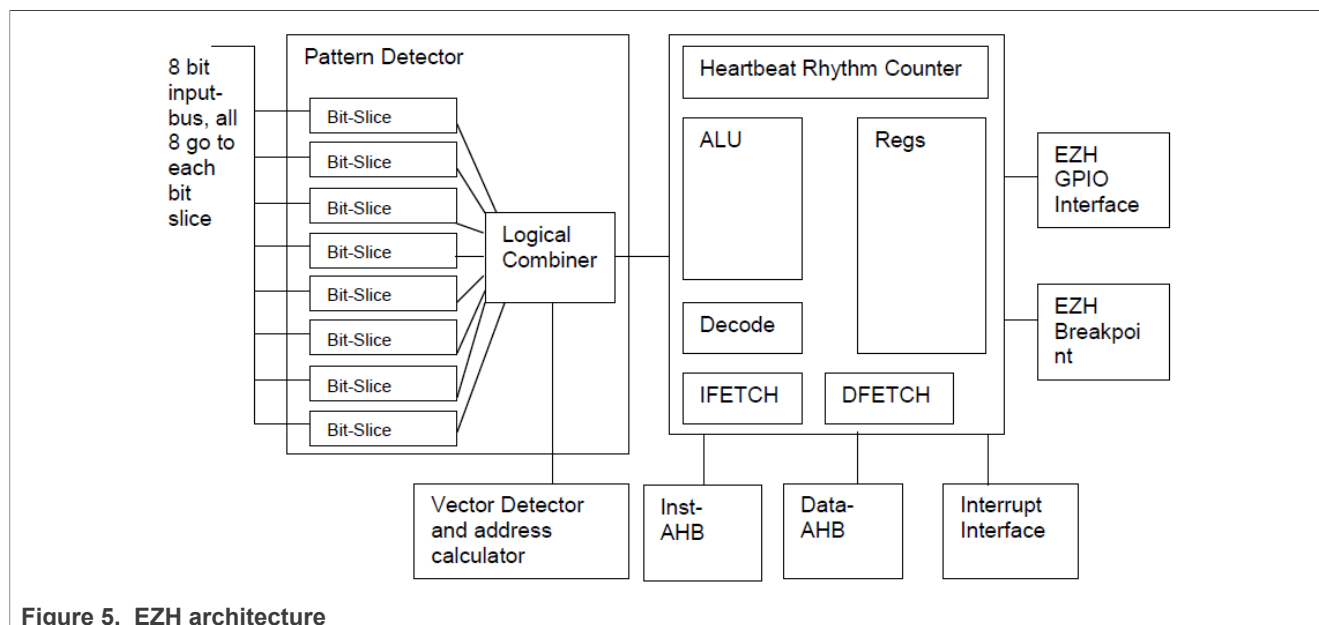 8 bit
input-
bus, all
8 go to
each
bit
slice
Pattern Detector
Bit-Slice
Bit-Slice
Bit-Slice
Bit-Slice
Bit-Slice
Bit-Slice
Bit-Slice
Bit-Slice
Logical
Combiner
Vector Detector
and address
calculator
Heartbeat Rhythm Counter
ALU
Regs
Decode
IFETCH
DFETCH
Inst-
AHB
Data-
AHB
Interrupt
Interface
EZH
GPIO
Interface
EZH
Breakpoi
nt
Figure 5. EZH architecture